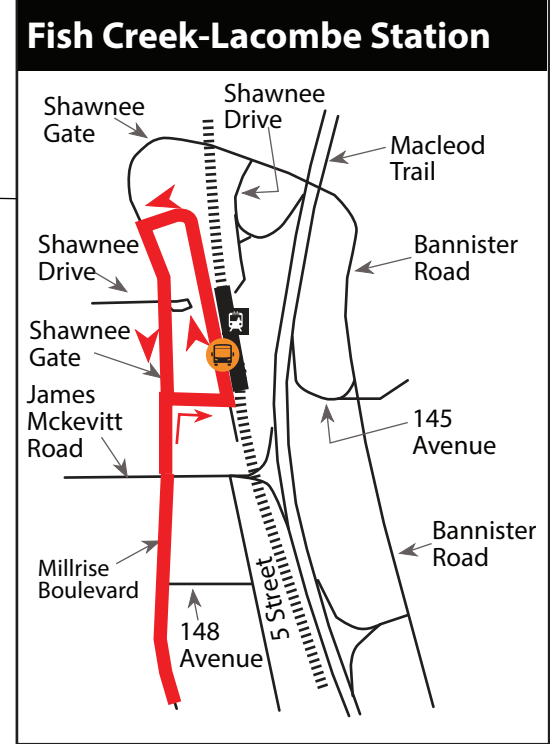 Fish Creek-Lacombe Station
Shawnee
Gate
Shawnee
Drive
Macleod
Trail
Shawnee
Drive
Bannister
Road
Shawnee
Gate
James
Mckevitt
Road
145
Avenue
Bannister
Road
Millrise
Boulevard
5 Street
148
Avenue